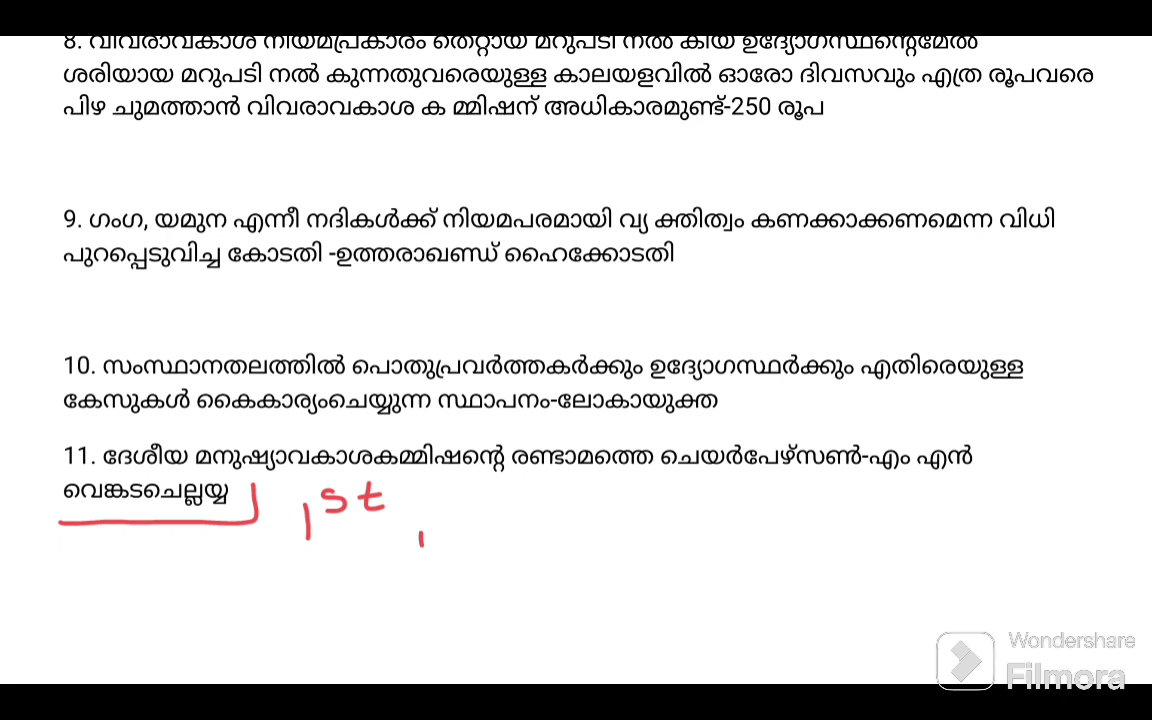 8. വിവരാവകാശ നിയമപ്രകാരം തെറ്റായ മറുപടി നൽ കിയ ഉദ്യോഗസ്ഥന്റെമേൽ
ശരിയായ മറുപടി നൽ കുന്നതുവരെയുള്ള കാലയളവിൽ ഓരോ ദിവസവും എത്ര രൂപവരെ
പിഴ ചുമത്താൻ വിവരാവകാശ ക മ്മിഷന് അധികാരമുണ്ട്-250 രൂപ
9. ഗംഗ, യമുന എന്നീ നദികൾക്ക് നിയമപരമായി വ്യ ക്തിത്വം കണക്കാക്കണമെന്ന വിധി
പുറപ്പെടുവിച്ച കോടതി -ഉത്തരാഖണ്ഡ് ഹൈക്കോടതി
10. സംസ്ഥാനതലത്തിൽ പൊതുപ്രവർത്തകർക്കും ഉദ്യോഗസ്ഥർക്കും എതിരെയുള്ള
കേസുകൾ കൈകാര്യംചെയ്യുന്ന സ്ഥാപനം-ലോകായുക്ത
11. ദേശീയ മനുഷ്യാവകാശകമ്മിഷന്റെ രണ്ടാമത്തെ ചെയർപേഴ്സൺ-എം എൻ
വെങ്കടചെല്ലയ്യ
1st
Wondershare
Filmora